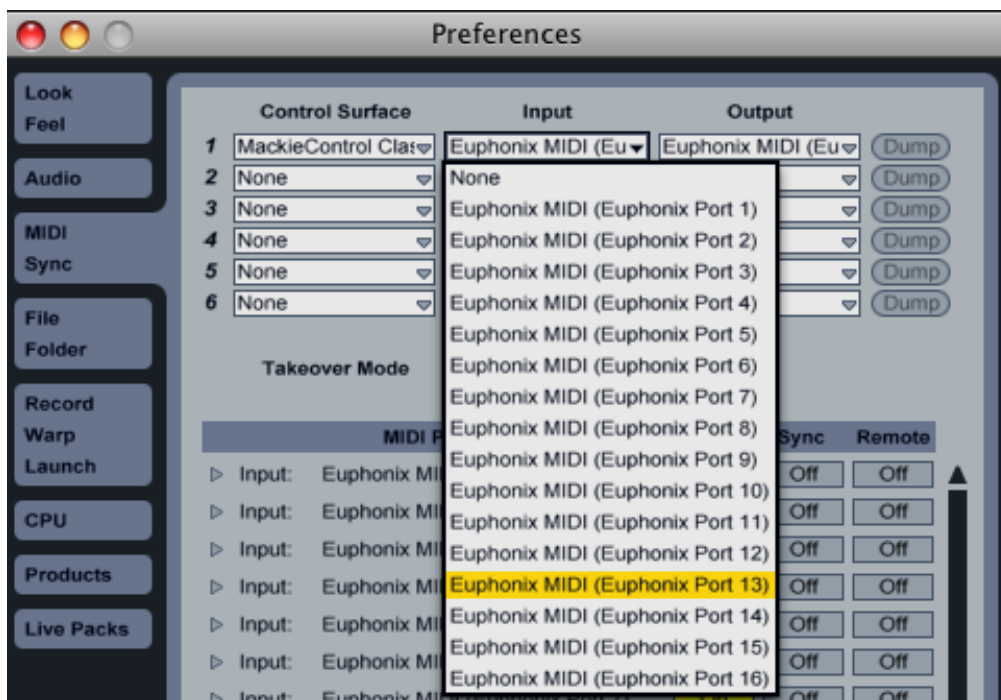 Preferences
Look
Feel
Audio
MIDI
Sync
File
Folder
Record
Warp
Launch
CPU
Products
Live Packs
Control Surface Input Output
1 MackieControl Clas Euphonix MIDI (Eu Euphonix MIDI (Eu Dump
2 None Dump
3 None Dump
4 None Dump
5 None Dump
6 None Dump
None
Euphonix MIDI (Euphonix Port 1)
Euphonix MIDI (Euphonix Port 2)
Euphonix MIDI (Euphonix Port 3)
Euphonix MIDI (Euphonix Port 4)
Euphonix MIDI (Euphonix Port 5)
Euphonix MIDI (Euphonix Port 6)
Euphonix MIDI (Euphonix Port 7)
Euphonix MIDI (Euphonix Port 8)
Euphonix MIDI (Euphonix Port 9)
Euphonix MIDI (Euphonix Port 10)
Euphonix MIDI (Euphonix Port 11)
Euphonix MIDI (Euphonix Port 12)
Euphonix MIDI (Euphonix Port 13)
Euphonix MIDI (Euphonix Port 14)
Euphonix MIDI (Euphonix Port 15)
Euphonix MIDI (Euphonix Port 16)
Takeover Mode
MIDI P Sync Remote
Input: Euphonix MI Off Off
Input: Euphonix MI Off Off
Input: Euphonix MI Off Off
Input: Euphonix MI Off Off
Input: Euphonix MI Off Off
Input: Euphonix MI Off Off
Input: Euphonix Off Off